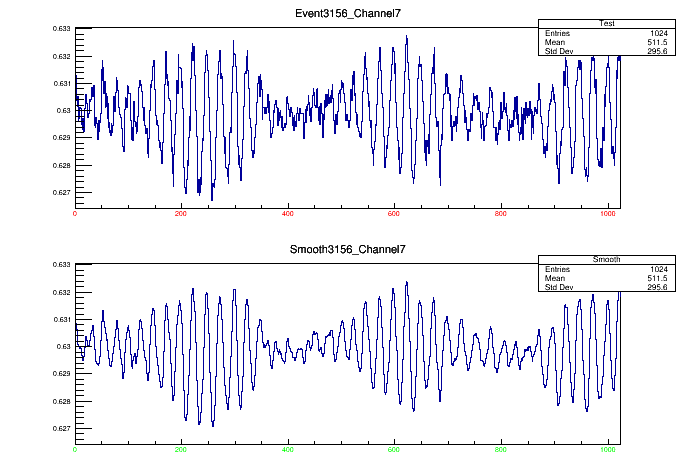 Event3156_Channel7
Test
Entries 1024
Mean 511.5
Std Dev 295.6
0.633
0.632
0.631
0.63
0.629
0.628
0.627
0 200 400 600 800 1000
Smooth3156_Channel7
Smooth
Entries 1024
Mean 511.5
Std Dev 295.6
0.633
0.632
0.631
0.63
0.629
0.628
0.627
0 200 400 600 800 1000